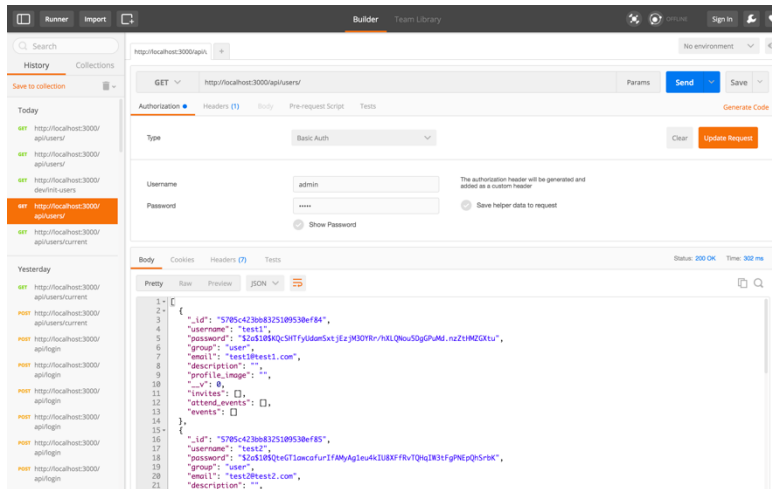 Runner Import Builder Team Library OFFLINE Sign In
Search
http://localhost:3000/api/u
No environment
History Collections
Save to collection
GET http://localhost:3000/api/users/ Params Send Save
Authorization Headers (1) Body Pre-request Script Tests Generate Code
Today
GET http://localhost:3000/
api/users/
GET http://localhost:3000/
api/users/
GET http://localhost:3000/
dev/init-users
GET http://localhost:3000/
api/users/
GET http://localhost:3000/
api/users/current
Yesterday
GET http://localhost:3000/
api/users/current
POST http://localhost:3000/
api/users/current
POST http://localhost:3000/
api/login
POST http://localhost:3000/
api/login
POST http://localhost:3000/
api/login
POST http://localhost:3000/
api/login
POST http://localhost:3000/
api/login
POST http://localhost:3000/
api/login
Type Basic Auth Clear Update Request
Username admin
The authorization header will be generated and
added as a custom header
Password •••••
Save helper data to request
Show Password
Body Cookies Headers (7) Tests Status: 200 OK Time: 302 ms
Pretty Raw Preview JSON
1 [
2 {
3 "_id": "5705c423bb8325109530ef84",
4 "username": "test1",
5 "password":
6 "group": "user",
7 "email": "test1@test1.com",
8 "description": "",
9 "profile_image": "",
10 "__v": 0,
11 "invites": [],
12 "attend_events": [],
13 "events": []
14 },
15 {
16 "_id": "5705c423bb8325109530ef85",
17 "username": "test2",
18 "password":
19 "group": "user",
20 "email": "test2@test2.com",
21 "description": "",